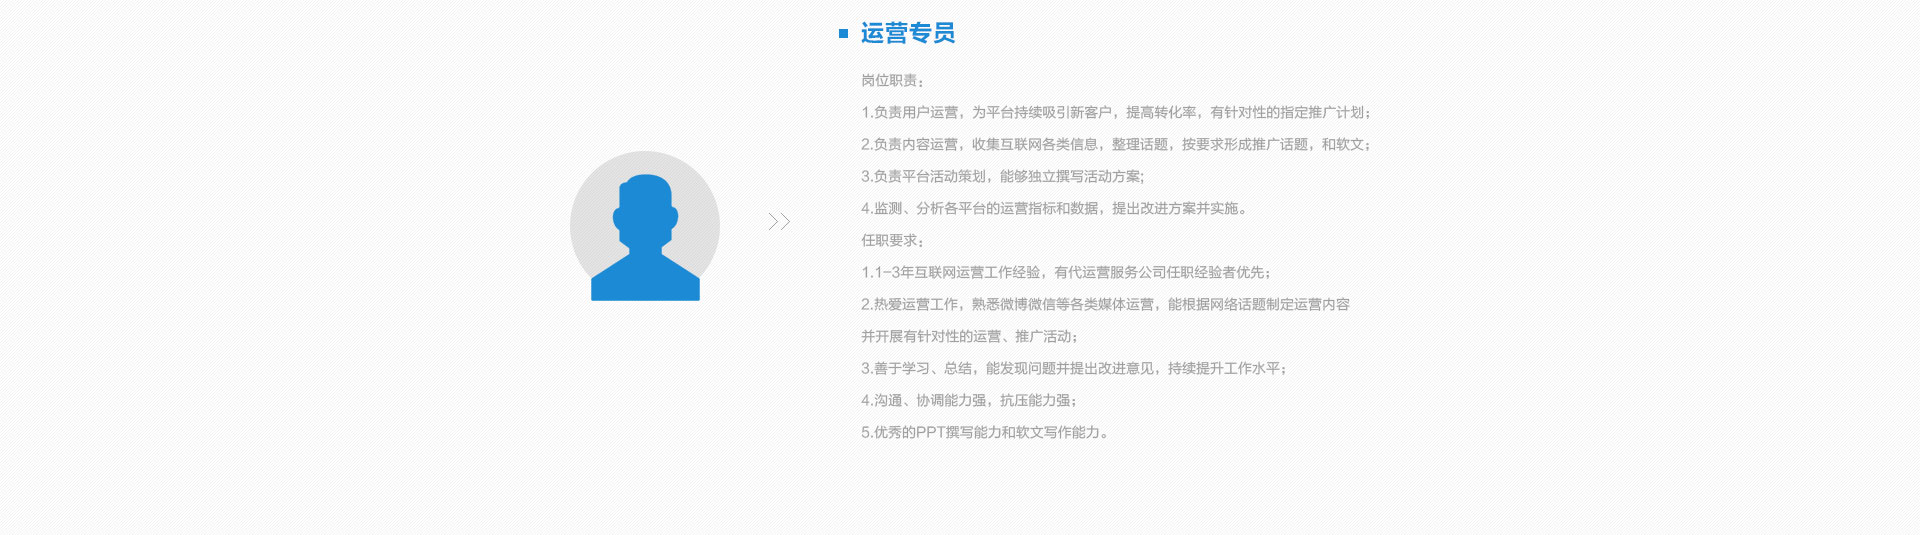 运营专员
岗位职责；
1.负责用户运营，为平台持续吸引新客户，提高转化率，有针对性的指定推广计划；
2.负责内容运营，收集互联网各类信息，整理话题，按要求形成推广话题，和软文；
3.负责平台活动策划，能够独立撰写活动方案;
4.监测、分析各平台的运营指标和数据，提出改进方案并实施。
任职要求；
1.1-3年互联网运营工作经验，有代运营服务公司任职经验者优先；
2.热爱运营工作，熟悉微博微信等各类媒体运营，能根据网络话题制定运营内容
并开展有针对性的运营、推广活动；
3.善于学习、总结，能发现问题并提出改进意见，持续提升工作水平；
4.沟通、协调能力强，抗压能力强；
5.优秀的PPT撰写能力和软文写作能力。